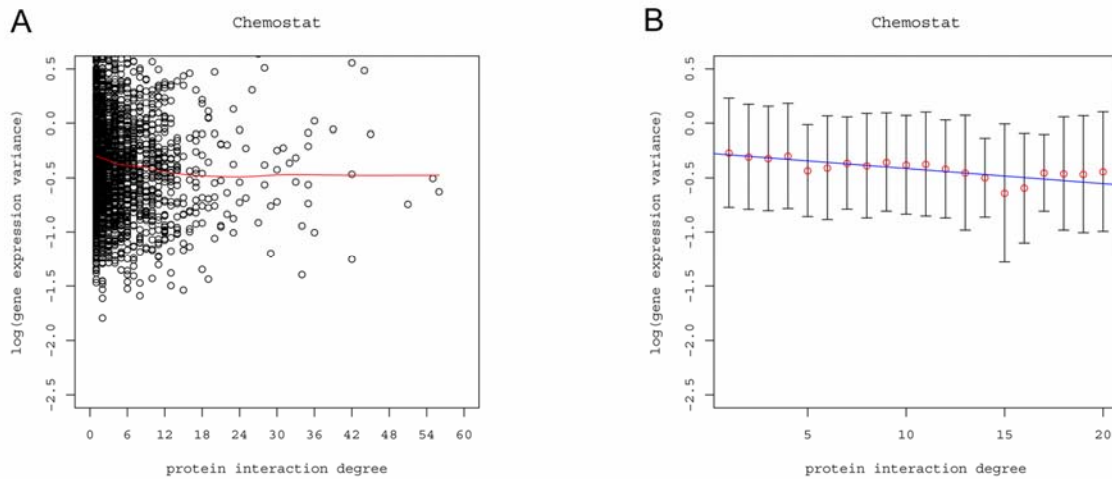 A
Chemostat
log(gene expression variance)
0.5
0.0
-0.5
-1.0
-1.5
-2.0
-2.5
0 6 12 18 24 30 36 42 48 54 60
protein interaction degree
B
Chemostat
log(gene expression variance)
0.5
0.0
-0.5
-1.0
-1.5
-2.0
-2.5
5 10 15 20
protein interaction degree